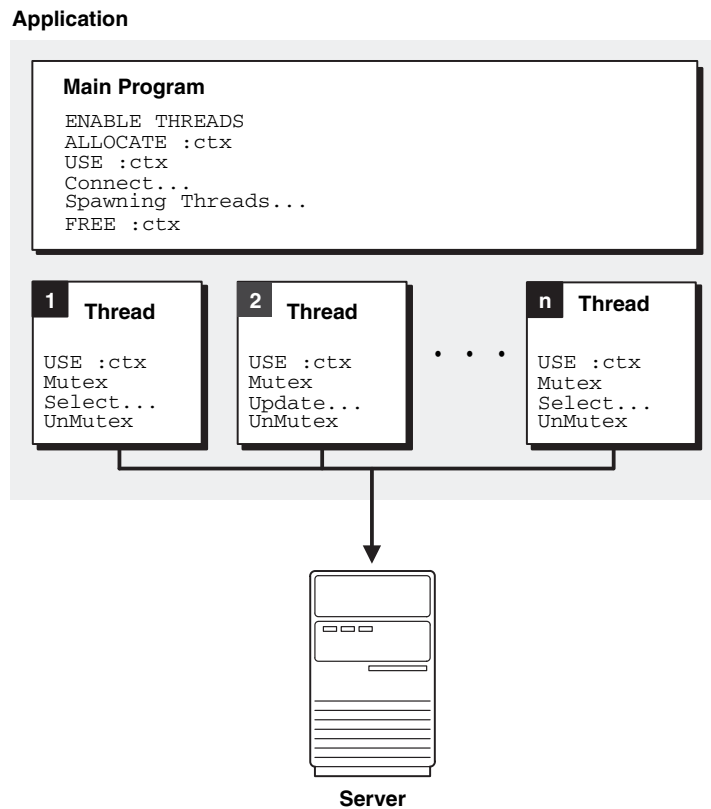 Application
Main Program
ENABLE THREADS
ALLOCATE :ctx
USE :ctx
Connect...
Spawning Threads...
FREE :ctx
1
Thread
USE :ctx
Mutex
Select...
UnMutex
2
Thread
USE :ctx
Mutex
Update...
UnMutex
. . .
n
Thread
USE :ctx
Mutex
Select...
UnMutex
Server